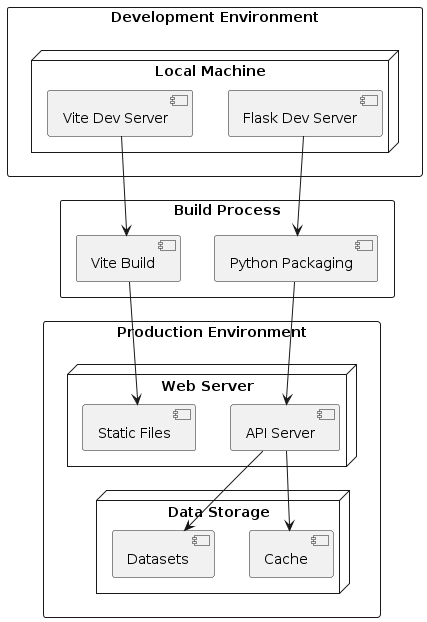 Development Environment
Local Machine
Vite Dev Server
Flask Dev Server
Build Process
Vite Build
Python Packaging
Production Environment
Web Server
Static Files
API Server
Data Storage
Datasets
Cache